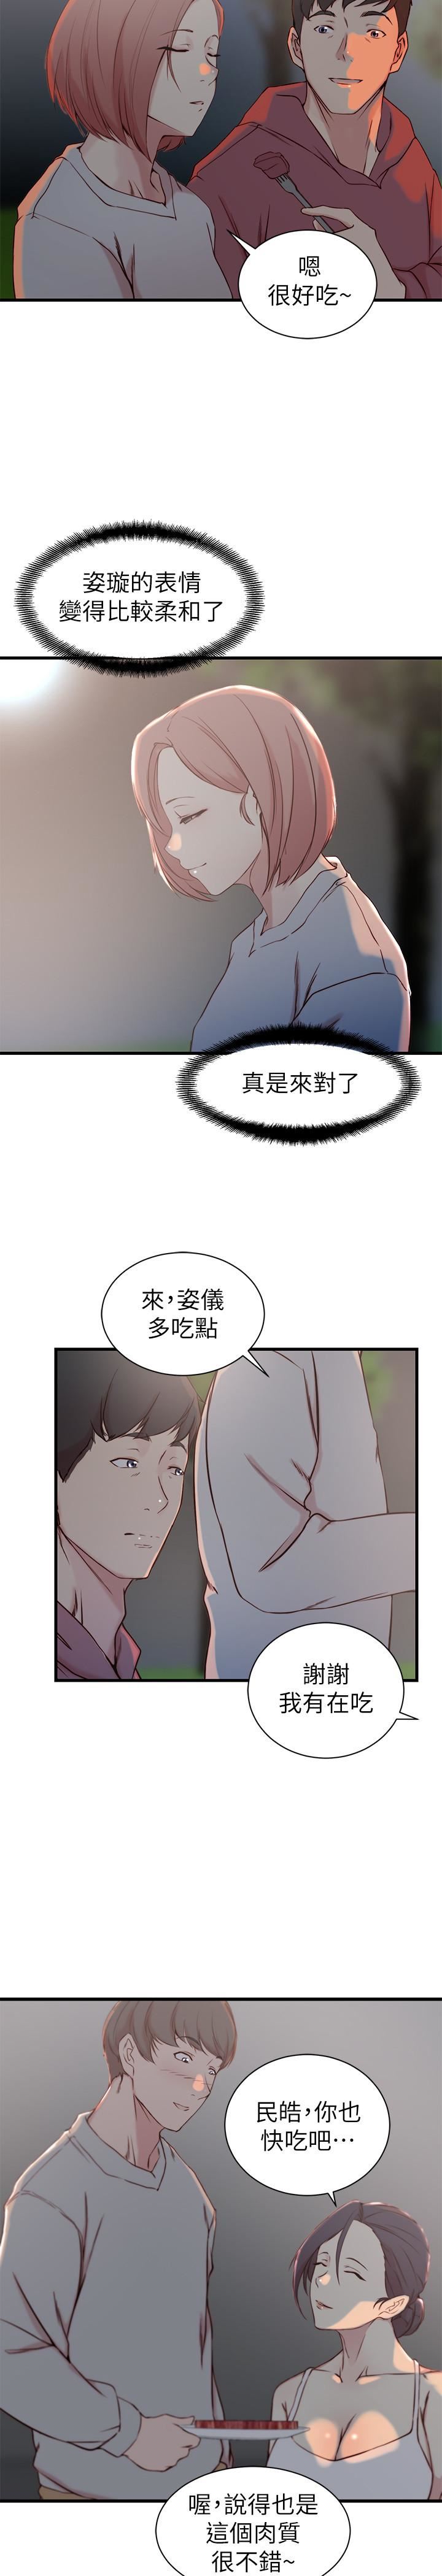 嗯
很好吃~
姿璇的表情
變得比較柔和了
真是來對了
來,姿儀
多吃點
謝謝
我有在吃
民皓,你也
快吃吧…
喔,說得也是
這個肉質
很不錯~